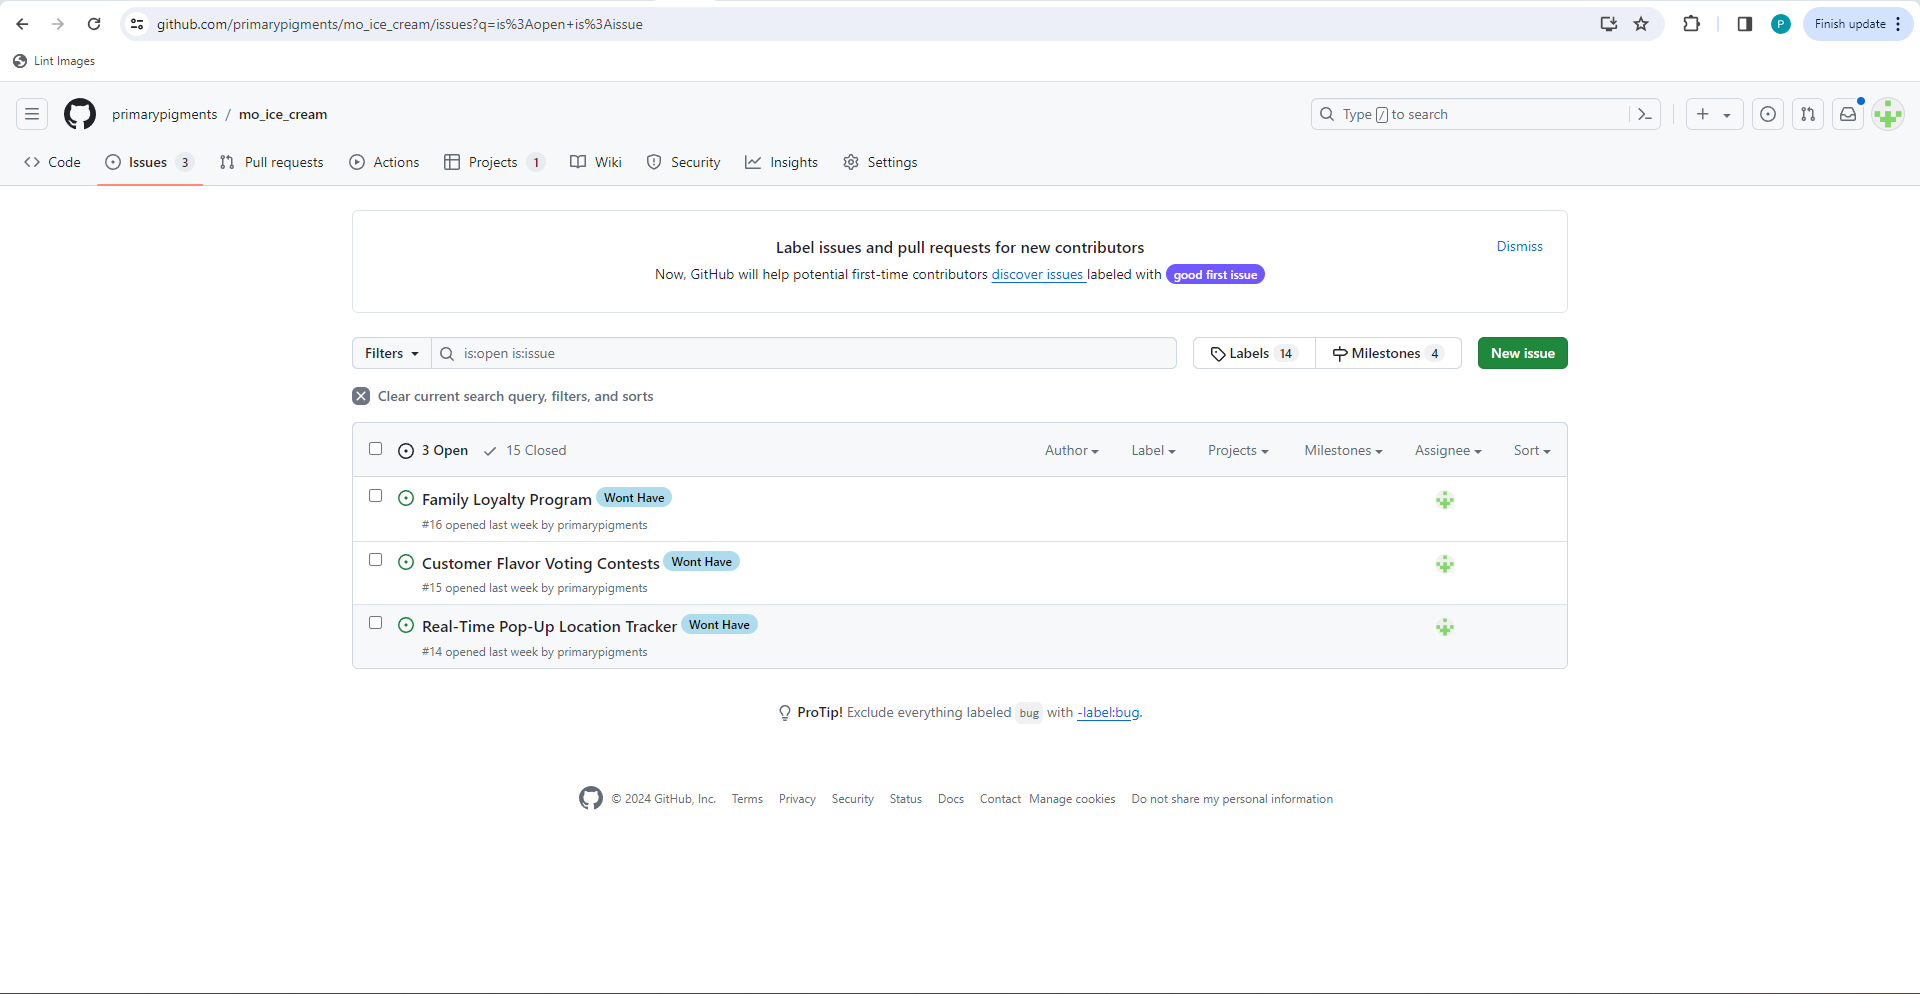 github.com/primarypigments/mo_ice_cream/issues?q=is%3Aopen+is%3Aissue
P
Finish update
Lint Images
primarypigments / mo_ice_cream
Type / to search
Code
Issues 3
Pull requests
Actions
Projects 1
Wiki
Security
Insights
Settings
Label issues and pull requests for new contributors
Dismiss
Now, GitHub will help potential first-time contributors discover issues labeled with good first issue
Filters
is:open is:issue
Labels 14
Milestones 4
New issue
Clear current search query, filters, and sorts
3 Open
15 Closed
Author
Label
Projects
Milestones
Assignee
Sort
Family Loyalty Program Wont Have
#16 opened last week by primarypigments
Customer Flavor Voting Contests Wont Have
#15 opened last week by primarypigments
Real-Time Pop-Up Location Tracker Wont Have
#14 opened last week by primarypigments
ProTip! Exclude everything labeled bug with -label:bug.
© 2024 GitHub, Inc. Terms Privacy Security Status Docs Contact Manage cookies Do not share my personal information